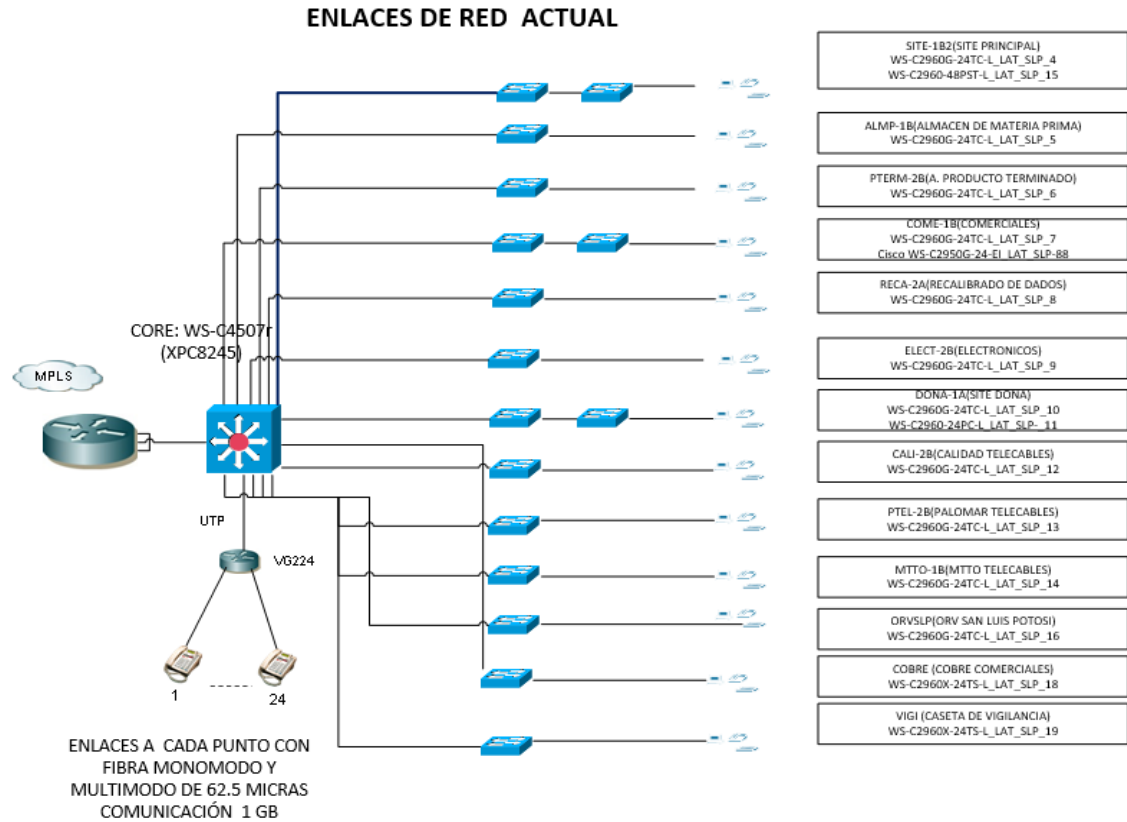 ENLACES DE RED  ACTUAL
SITE-1B2(SITE PRINCIPAL)
WS-C2960G-24TC-L_LAT_SLP_4
WS-C2960-48PST-L_LAT_SLP_15
ALMP-1B(ALMACEN DE MATERIA PRIMA)
WS-C2960G-24TC-L_LAT_SLP_5
PTERM-2B(A. PRODUCTO TERMINADO)
WS-C2960G-24TC-L_LAT_SLP_6
COME-1B(COMERCIALES)
WS-C2960G-24TC-L_LAT_SLP_7
Cisco WS-C2950G-24-EI_LAT_SLP-88
RECA-2A(RECALIBRADO DE DADOS)
WS-C2960G-24TC-L_LAT_SLP_8
CORE: WS-C4507r
(XPC8245)
ELECT-2B(ELECTRONICOS)
WS-C2960G-24TC-L_LAT_SLP_9
MPLS
DONA-1A(SITE DONA)
WS-C2960G-24TC-L_LAT_SLP_10
WS-C2960-24PC-L_LAT_SLP-_11
CALI-2B(CALIDAD TELECABLES)
WS-C2960G-24TC-L_LAT_SLP_12
PTEL-2B(PALOMAR TELECABLES)
WS-C2960G-24TC-L_LAT_SLP_13
UTP
VG224
MTTO-1B(MTTO TELECABLES)
WS-C2960G-24TC-L_LAT_SLP_14
ORVSLP(ORV SAN LUIS POTOSI)
WS-C2960G-24TC-L_LAT_SLP_16
COBRE (COBRE COMERCIALES)
WS-C2960X-24TS-L_LAT_SLP_18
1
24
VIGI (CASETA DE VIGILANCIA)
WS-C2960X-24TS-L_LAT_SLP_19
ENLACES A  CADA PUNTO CON
FIBRA MONOMODO Y
MULTIMODO DE 62.5 MICRAS
COMUNICACIÓN  1 GB